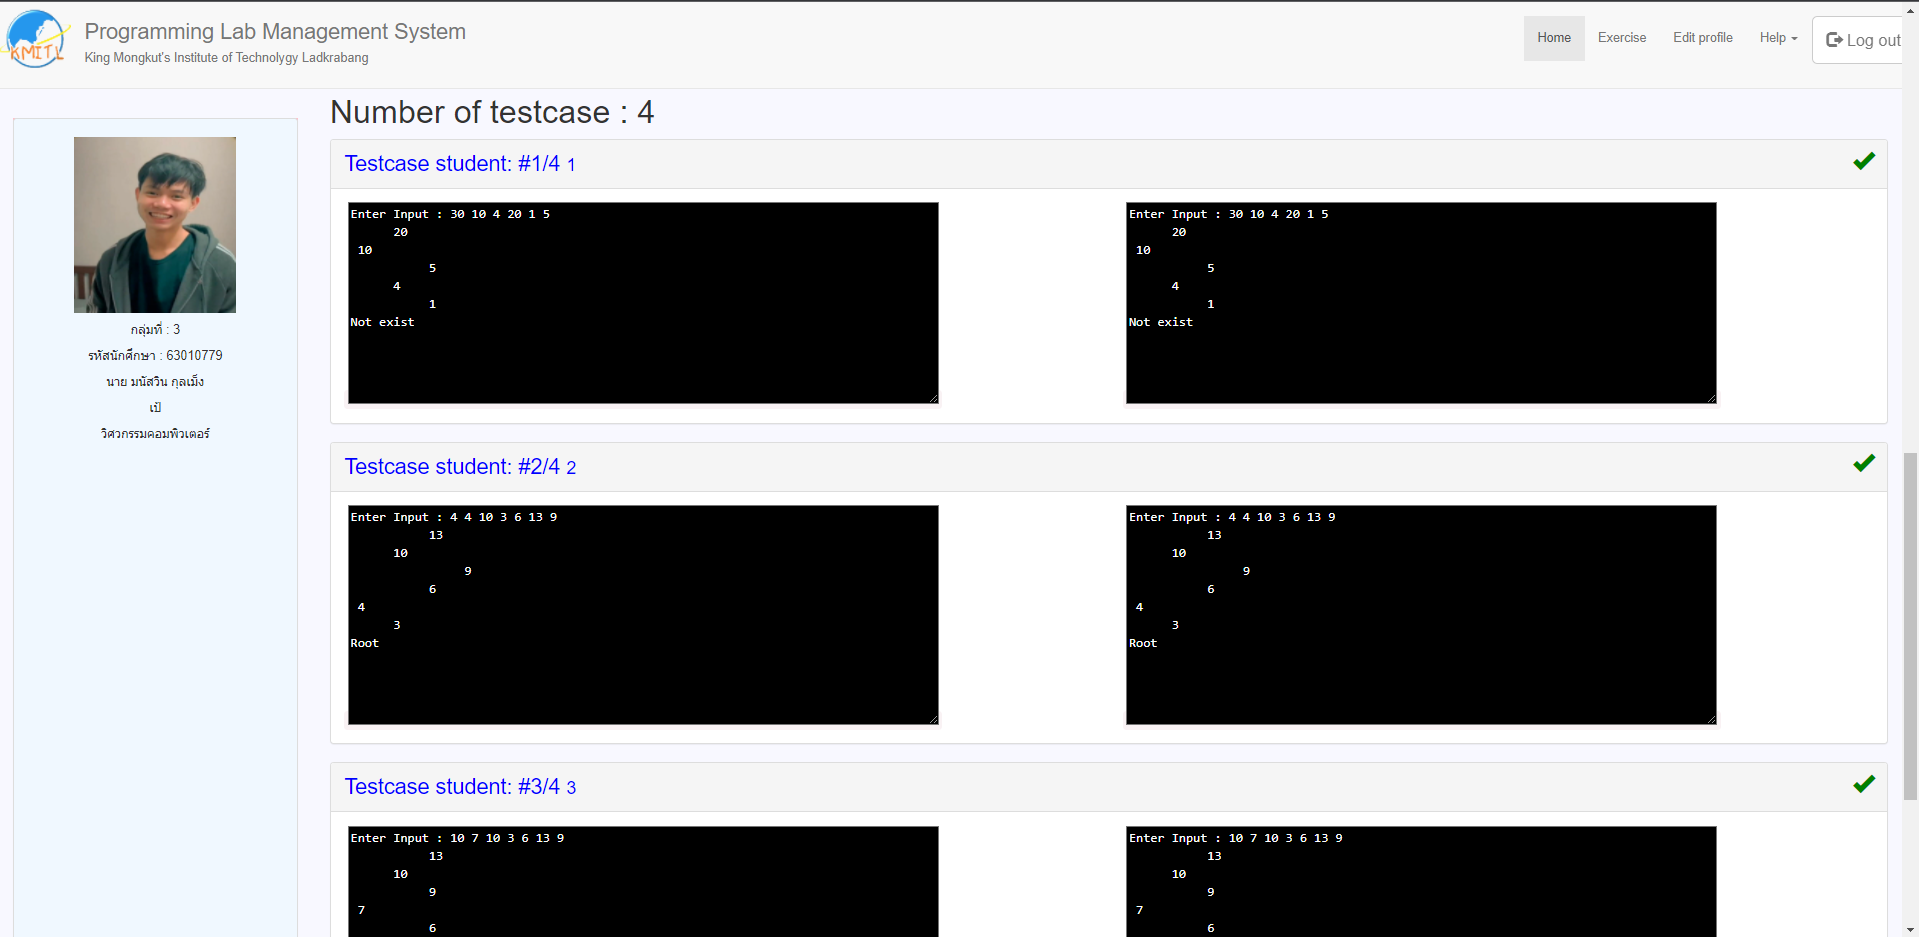 KMITL
Programming Lab Management System
King Mongkut's Institute of Technolygy Ladkrabang
Home Exercise Edit profile Help Log out
กลุ่มที่ : 3
รหัสนักศึกษา : 63010779
นาย มนัสวิน กุลเม็ง
เป้
วิศวกรรมคอมพิวเตอร์
Number of testcase : 4
Testcase student: #1/4 1
Enter Input : 30 10 4 20 1 5
20
10
5
4
1
Not exist
Enter Input : 30 10 4 20 1 5
20
10
5
4
1
Not exist
Testcase student: #2/4 2
Enter Input : 4 4 10 3 6 13 9
13
10
9
6
4
3
Root
Enter Input : 4 4 10 3 6 13 9
13
10
9
6
4
3
Root
Testcase student: #3/4 3
Enter Input : 10 7 10 3 6 13 9
13
10
9
7
6
Enter Input : 10 7 10 3 6 13 9
13
10
9
7
6